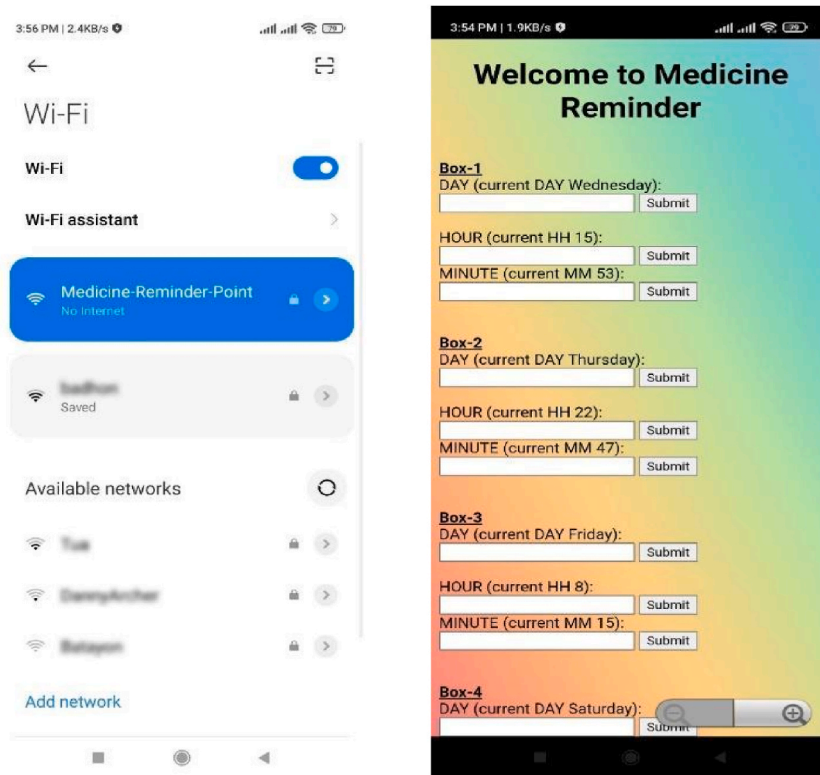 3:56 PM | 2.4KB/s
79
Wi-Fi
Wi-Fi
Wi-Fi assistant
Medicine-Reminder-Point
No Internet
Saved
Available networks
Add network
3:54 PM | 1.9KB/s
79
Welcome to Medicine
Reminder
Box-1
DAY (current DAY Wednesday):
Submit
HOUR (current HH 15):
Submit
MINUTE (current MM 53):
Submit
Box-2
DAY (current DAY Thursday):
Submit
HOUR (current HH 22):
Submit
MINUTE (current MM 47):
Submit
Box-3
DAY (current DAY Friday):
Submit
HOUR (current HH 8):
Submit
MINUTE (current MM 15):
Submit
Box-4
DAY (current DAY Saturday):
Submit